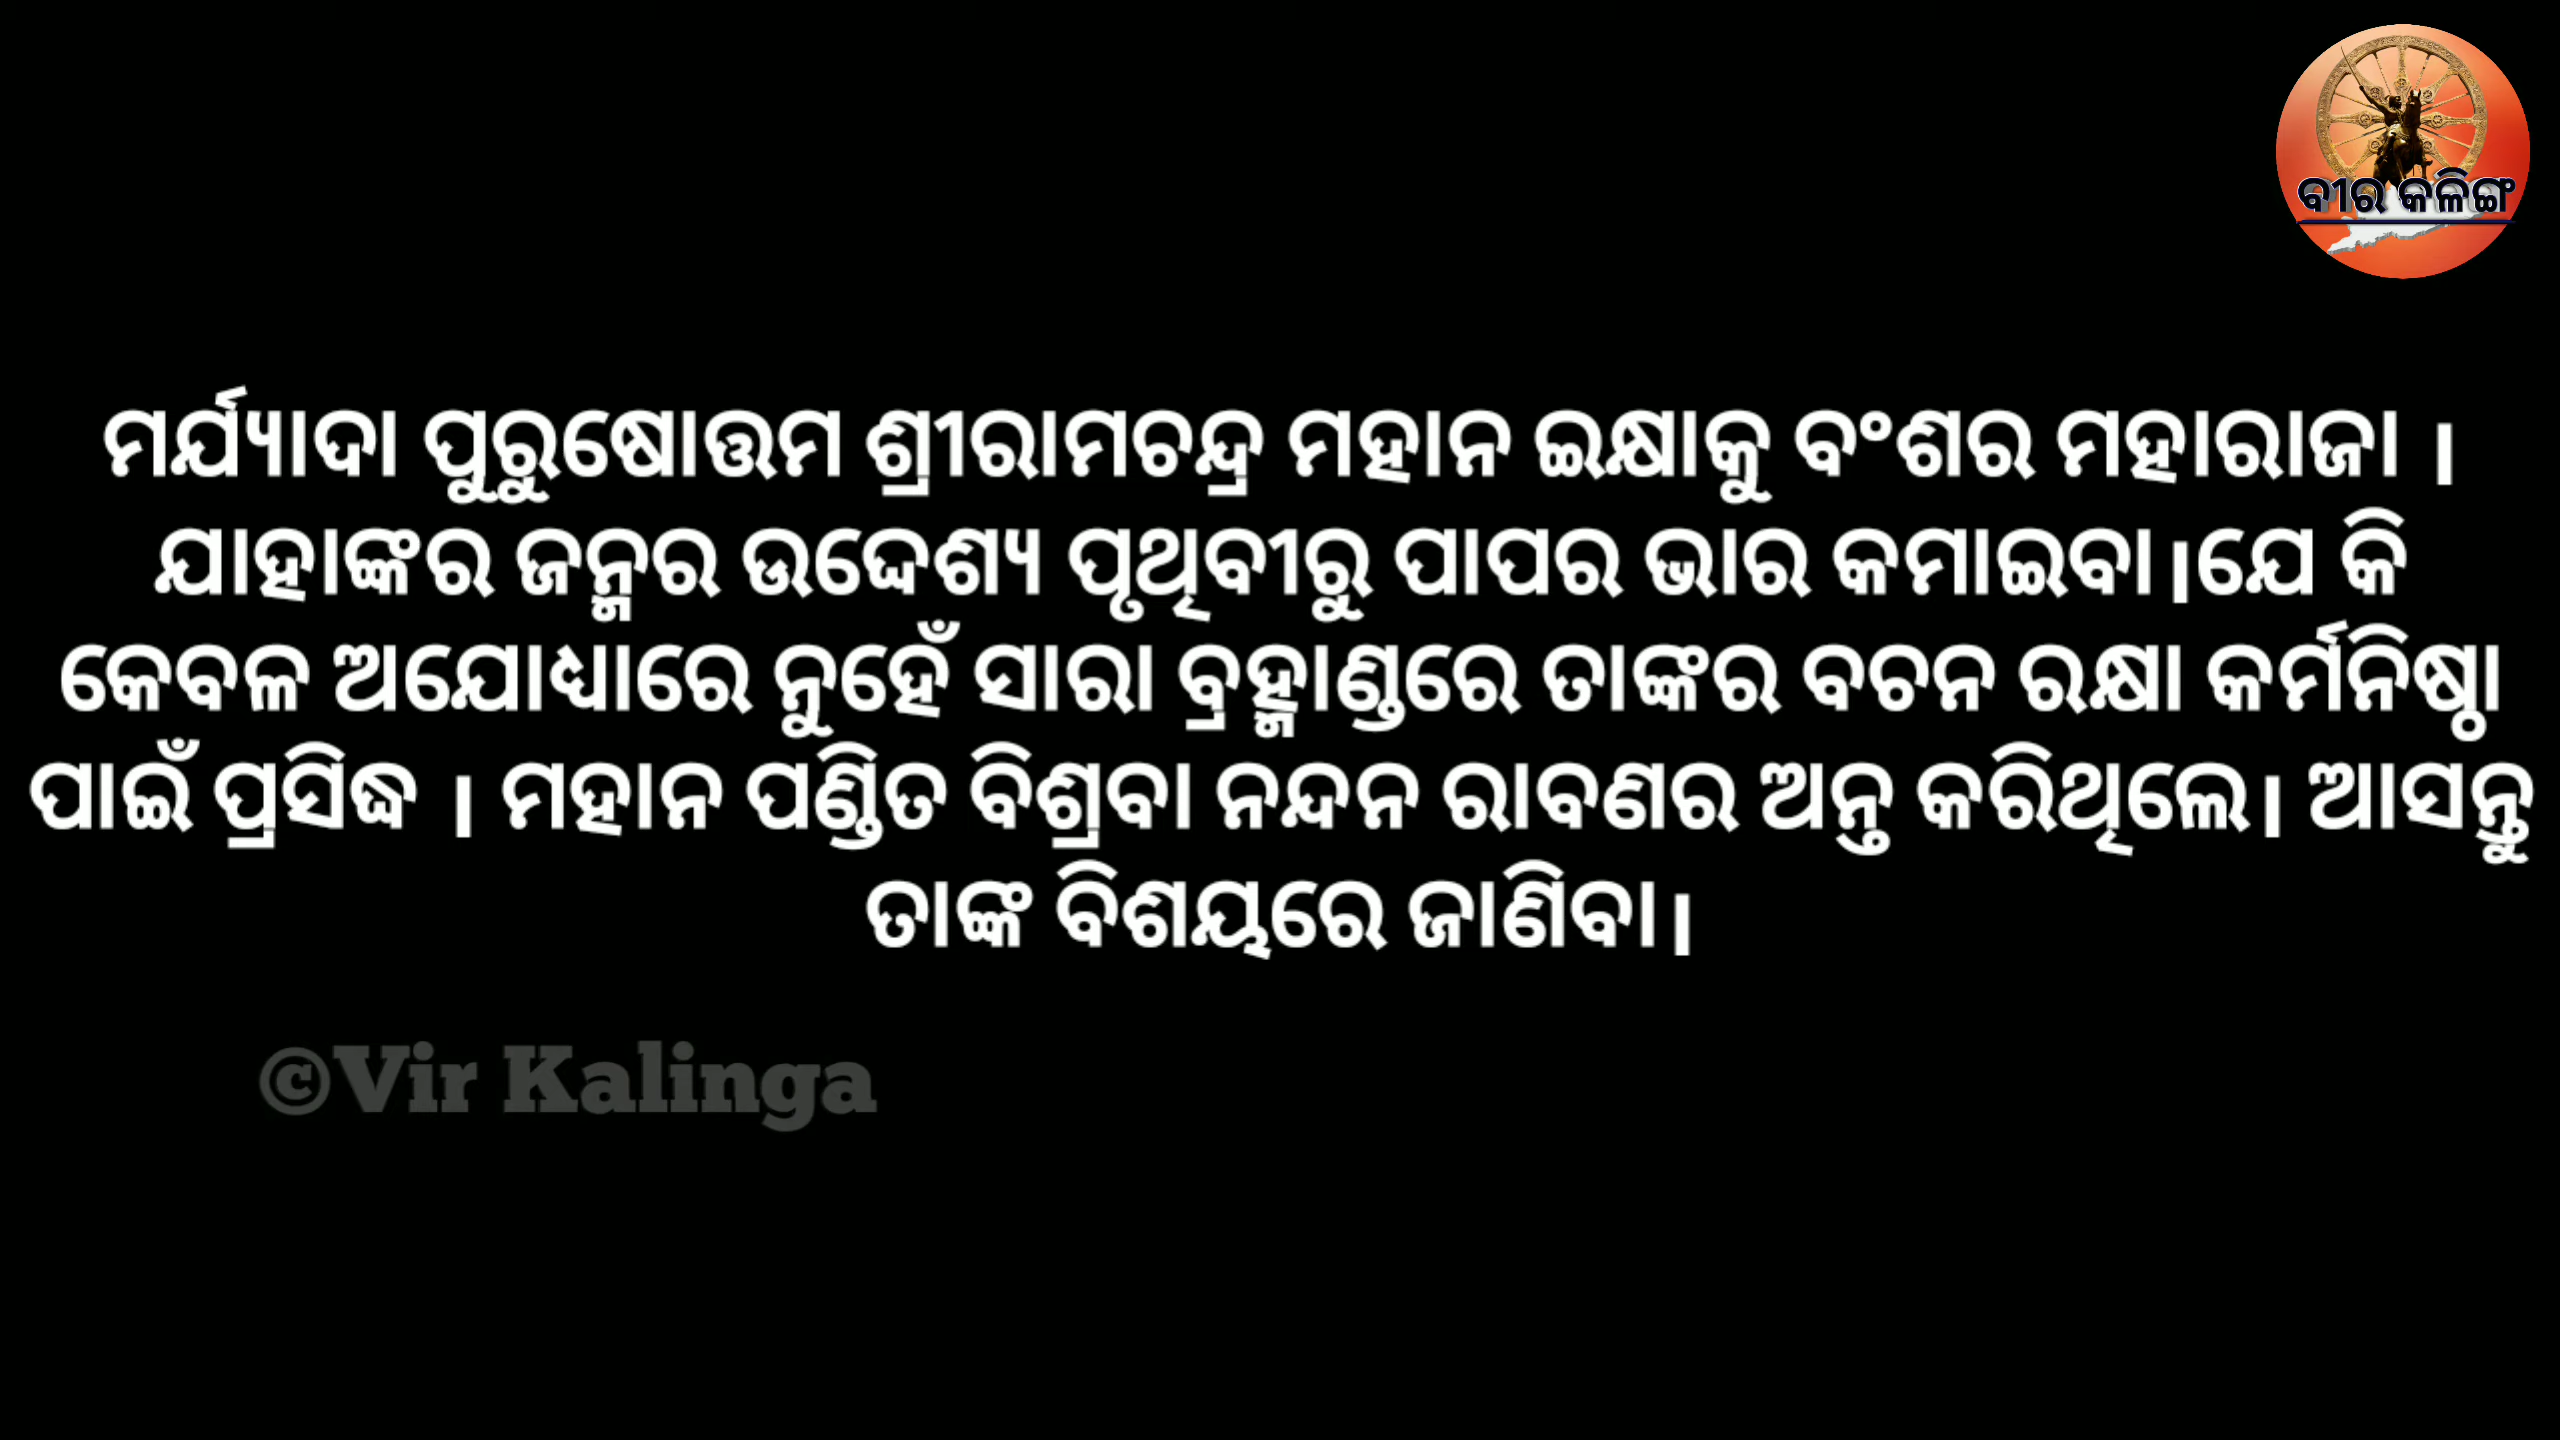 ବୀର କଳିଙ୍ଗ
ମର୍ଯ୍ୟାଦା ପୁରୁଷୋତ୍ତମ ଶ୍ରୀରାମଚନ୍ଦ୍ର ମହାନ ଇକ୍ଷାକୁ ବଂଶର ମହାରାଜା ।
ଯାହାଙ୍କର ଜନ୍ମର ଉଦ୍ଦେଶ୍ୟ ପୃଥିବୀରୁ ପାପର ଭାର କମାଇବା।ଯେ କି
କେବଳ ଅଯୋଧ୍ୟାରେ ନୁହେଁ ସାରା ବ୍ରହ୍ମାଣ୍ଡରେ ତାଙ୍କର ବଚନ ରକ୍ଷା କର୍ମନିଷ୍ଠା
ପାଇଁ ପ୍ରସିଦ୍ଧ । ମହାନ ପଣ୍ଡିତ ବିଶ୍ରବା ନନ୍ଦନ ରାବଣର ଅନ୍ତ କରିଥିଲେ। ଆସନ୍ତୁ
ତାଙ୍କ ବିଶୟରେ ଜାଣିବା।
©Vir Kalinga